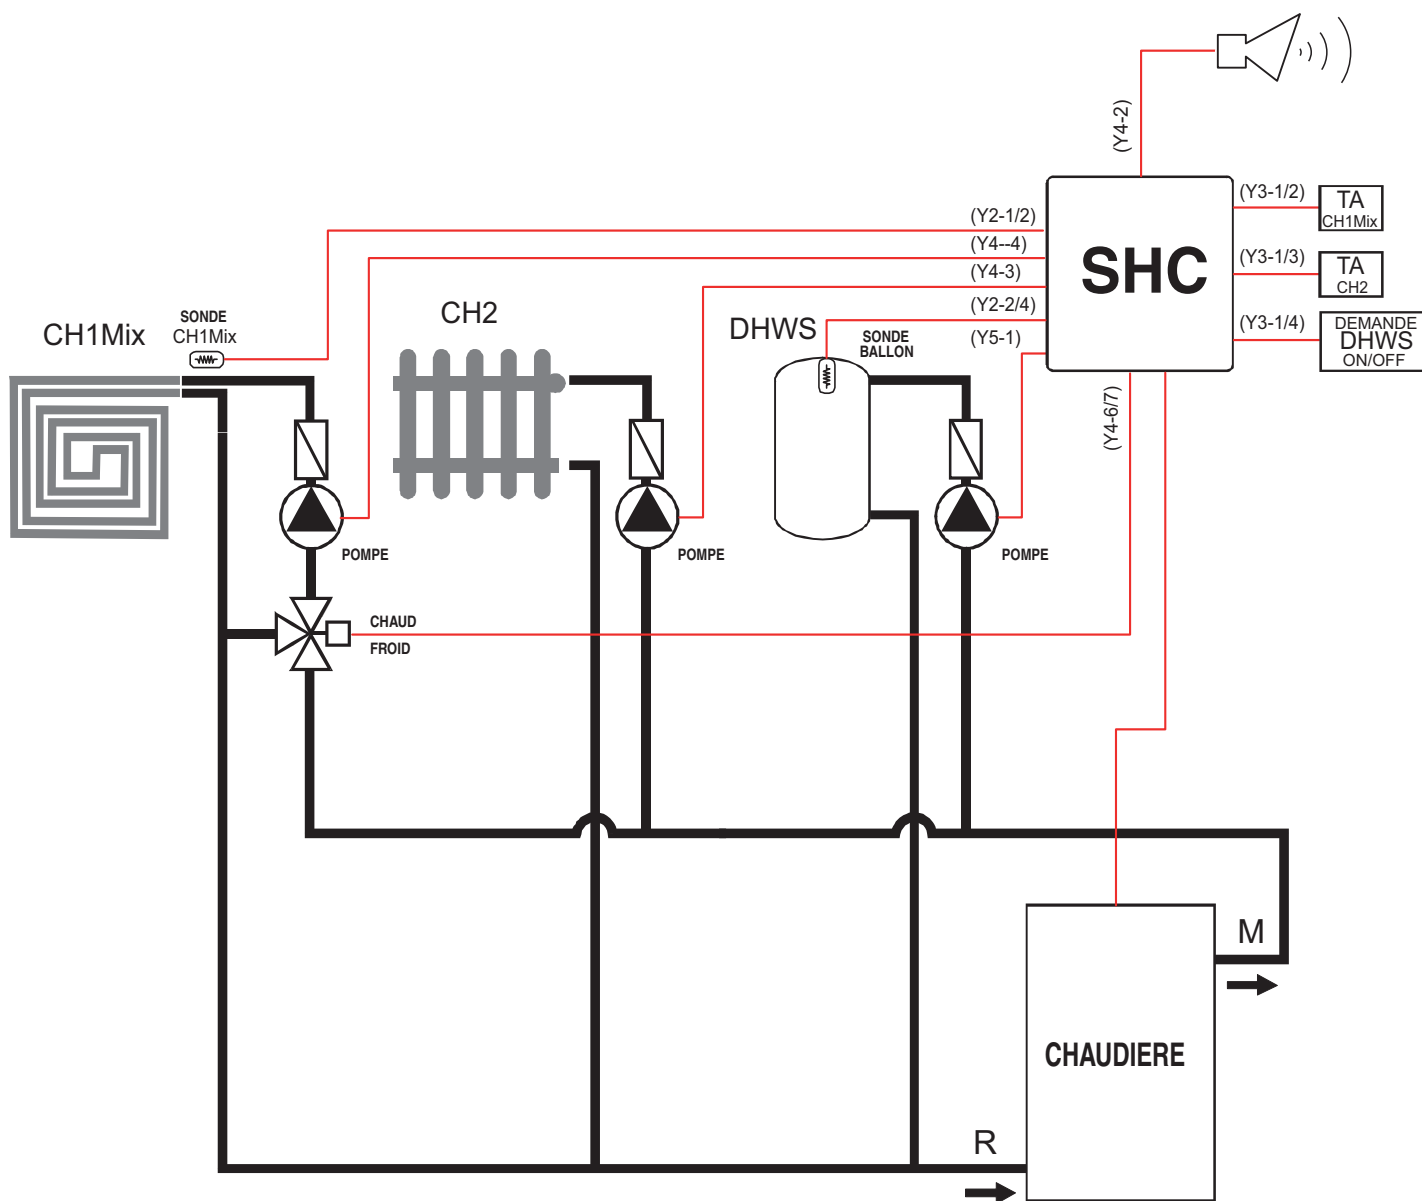 (Y4-2)
(Y2-1/2)
(Y4--4)
(Y4-3)
(Y2-2/4)
(Y5-1)
SHC
(Y3-1/2)
TA
CH1Mix
(Y3-1/3)
TA
CH2
(Y3-1/4)
DEMANDE
DHWS
ON/OFF
CH1Mix
SONDE
CH1Mix
CH2
DHWS
SONDE
BALLON
(Y4-6/7)
POMPE
POMPE
POMPE
CHAUD
FROID
M
CHAUDIERE
R